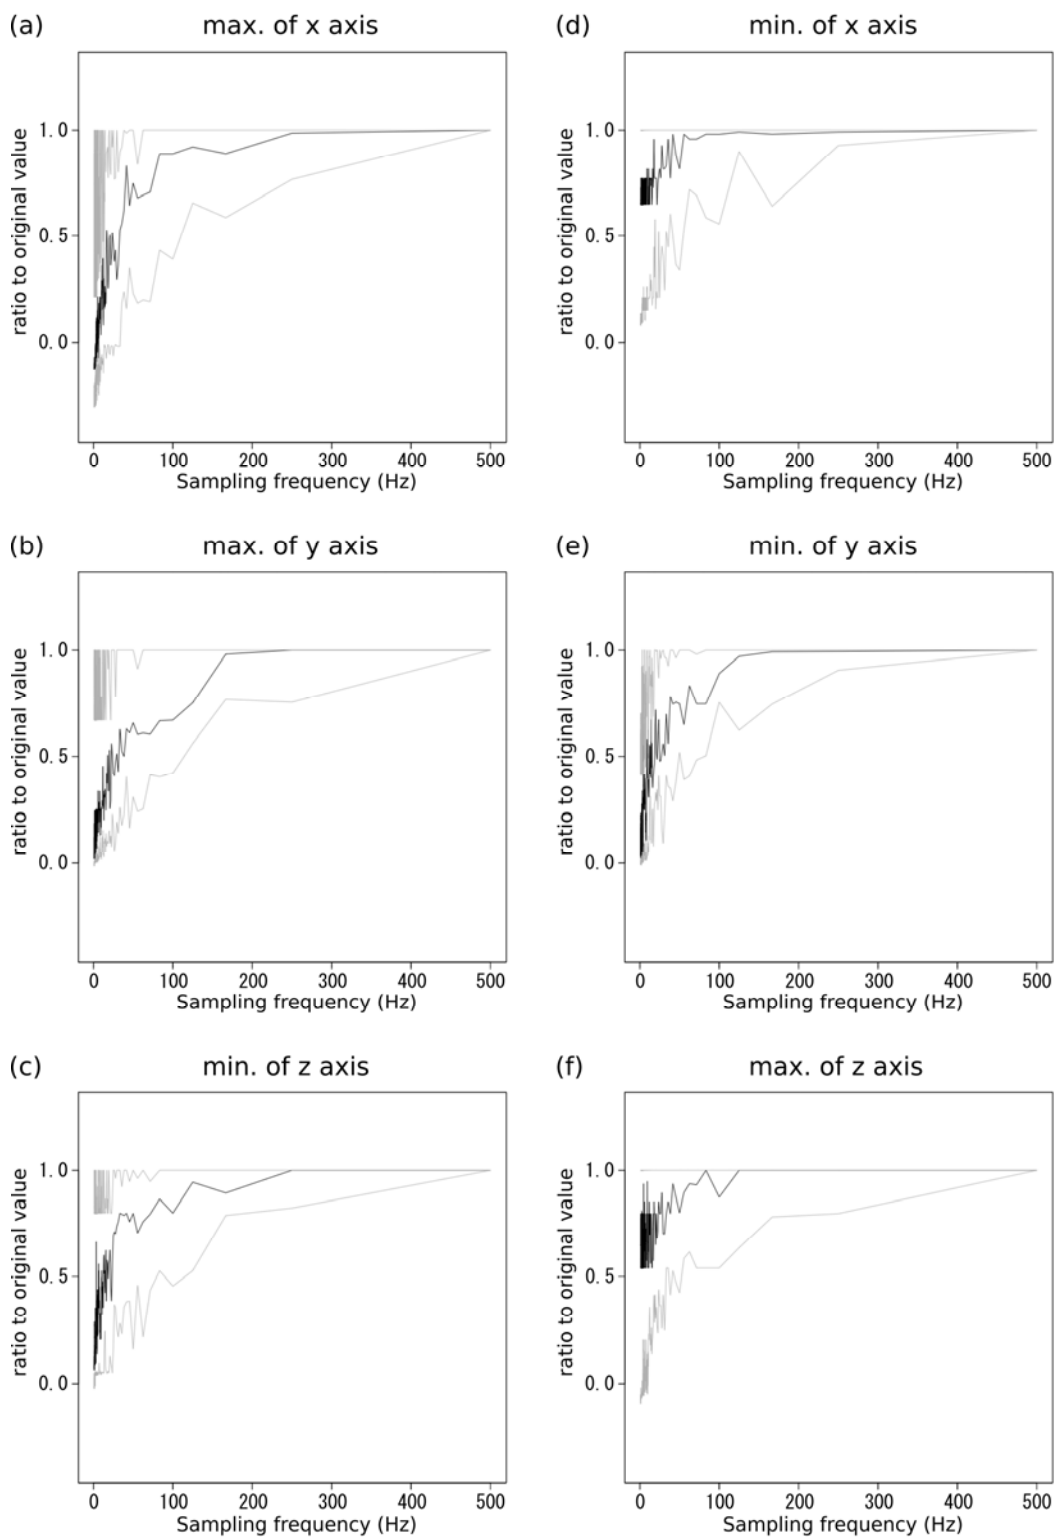 (a) max. of x axis
ratio to original value
1.0
0.5
0.0
0 100 200 300 400 500
Sampling frequency (Hz)
(d) min. of x axis
ratio to original value
1.0
0.5
0.0
0 100 200 300 400 500
Sampling frequency (Hz)
(b) max. of y axis
ratio to original value
1.0
0.5
0.0
0 100 200 300 400 500
Sampling frequency (Hz)
(e) min. of y axis
ratio to original value
1.0
0.5
0.0
0 100 200 300 400 500
Sampling frequency (Hz)
(c) min. of z axis
ratio to original value
1.0
0.5
0.0
0 100 200 300 400 500
Sampling frequency (Hz)
(f) max. of z axis
ratio to original value
1.0
0.5
0.0
0 100 200 300 400 500
Sampling frequency (Hz)